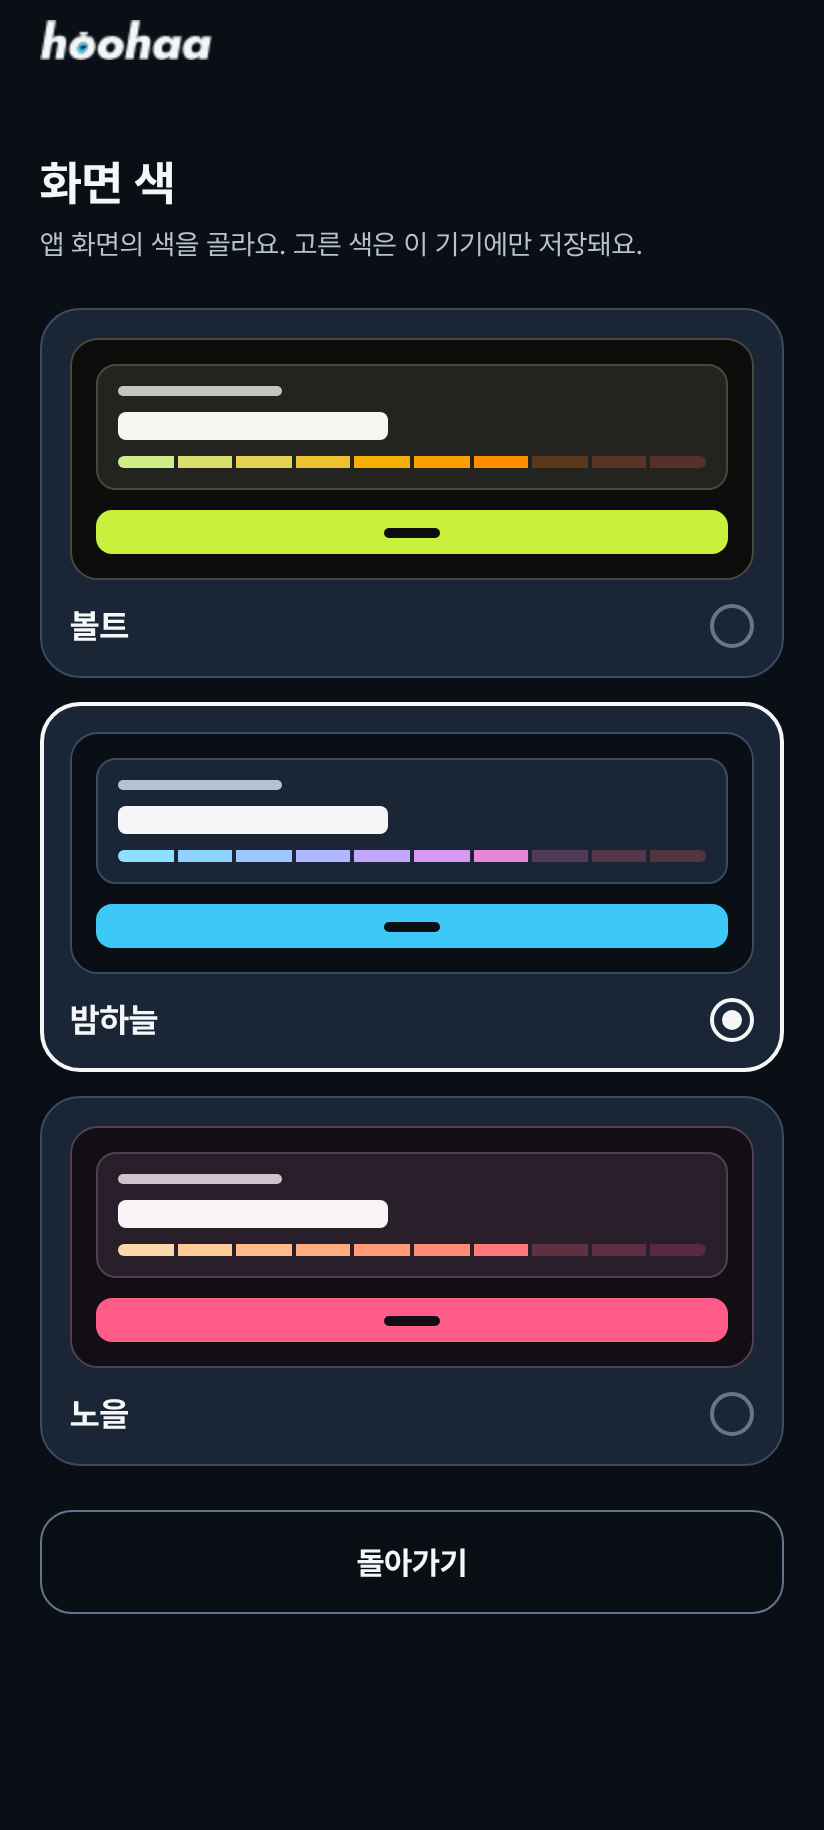 hoohaa
화면 색
앱 화면의 색을 골라요. 고른 색은 이 기기에만 저장돼요.
볼트
밤하늘
노을
돌아가기